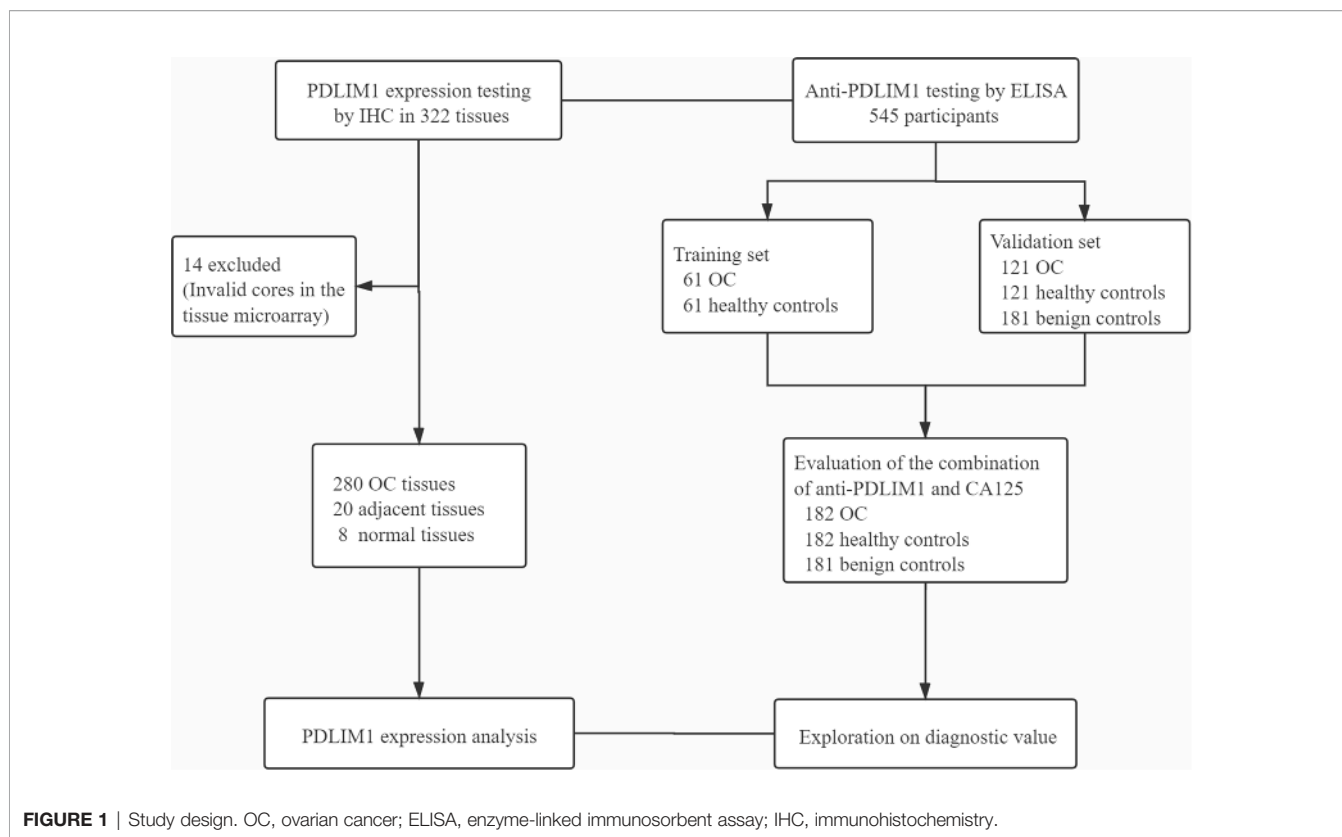 PDLIM1 expression testing
by IHC in 322 tissues
Anti-PDLIM1 testing by ELISA
545 participants
14 excluded
(Invalid cores in the
tissue microarray)
Training set
61 OC
61 healthy controls
Validation set
121 OC
121 healthy controls
181 benign controls
280 OC tissues
20 adjacent tissues
8 normal tissues
Evaluation of the combination
of anti-PDLIM1 and CA125
182 OC
182 healthy controls
181 benign controls
PDLIM1 expression analysis
Exploration on diagnostic value
FIGURE 1 | Study design. OC, ovarian cancer; ELISA, enzyme-linked immunosorbent assay; IHC, immunohistochemistry.